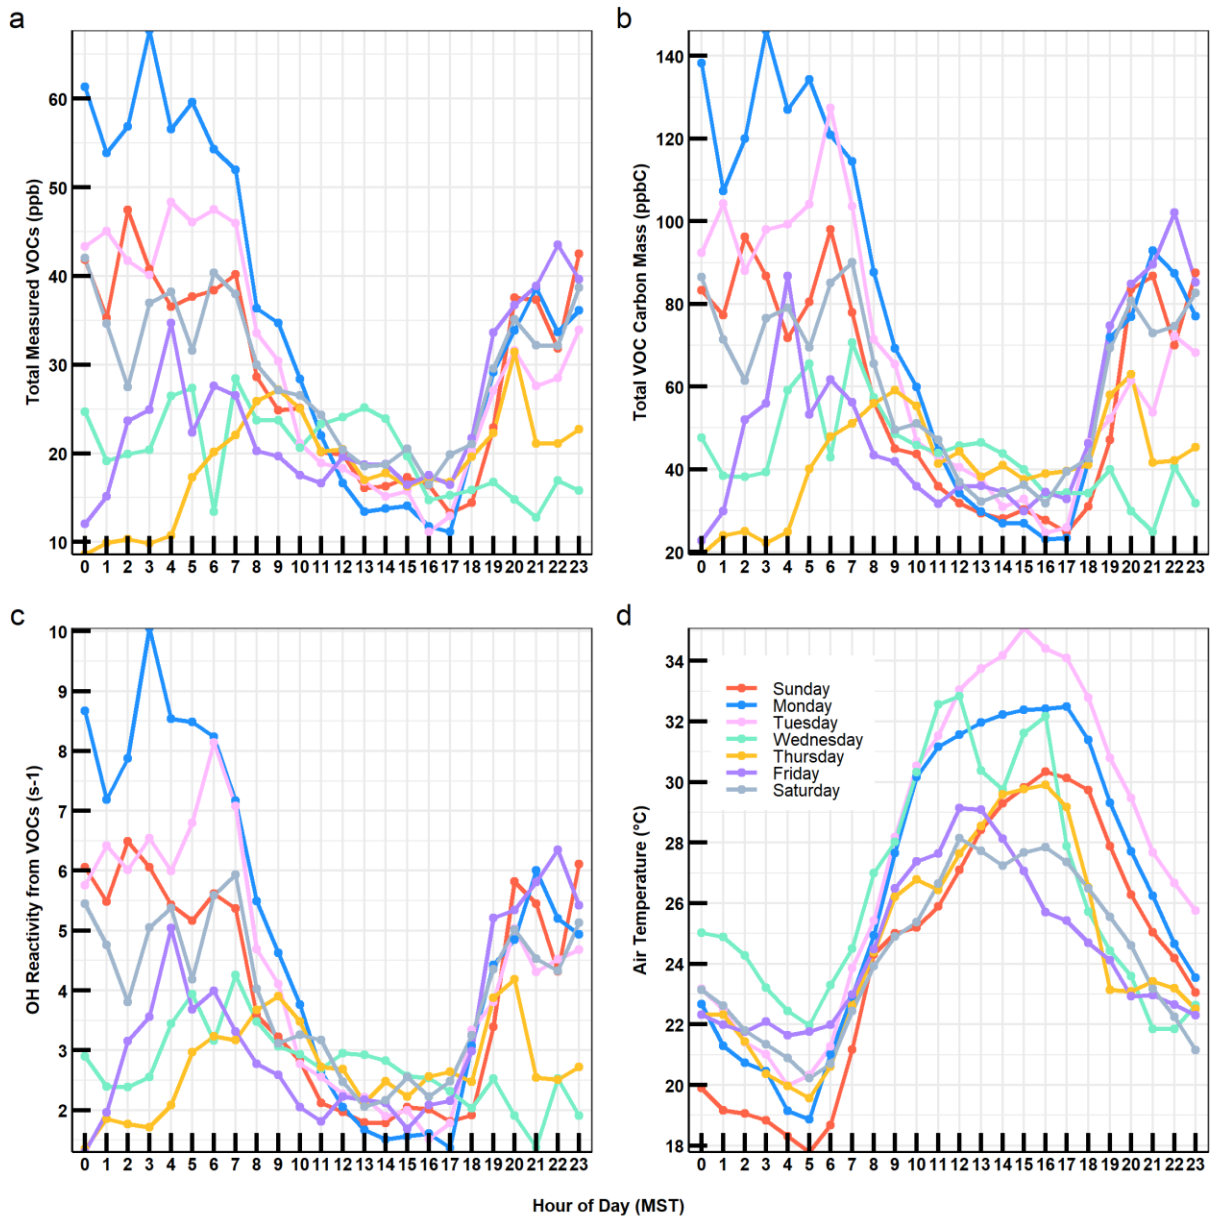 a
Total Measured VOCs (ppb)
60
50
40
30
20
10
0 1 2 3 4 5 6 7 8 9 10 11 12 13 14 15 16 17 18 19 20 21 22 23
b
Total VOC Carbon Mass (ppbC)
140
120
100
80
60
40
20
0 1 2 3 4 5 6 7 8 9 10 11 12 13 14 15 16 17 18 19 20 21 22 23
c
OH Reactivity from VOCs (s-1)
10
9
8
7
6
5
4
3
2
0 1 2 3 4 5 6 7 8 9 10 11 12 13 14 15 16 17 18 19 20 21 22 23
d
Air Temperature (°C)
34
32
30
28
26
24
22
20
18
Sunday
Monday
Tuesday
Wednesday
Thursday
Friday
Saturday
0 1 2 3 4 5 6 7 8 9 10 11 12 13 14 15 16 17 18 19 20 21 22 23
Hour of Day (MST)